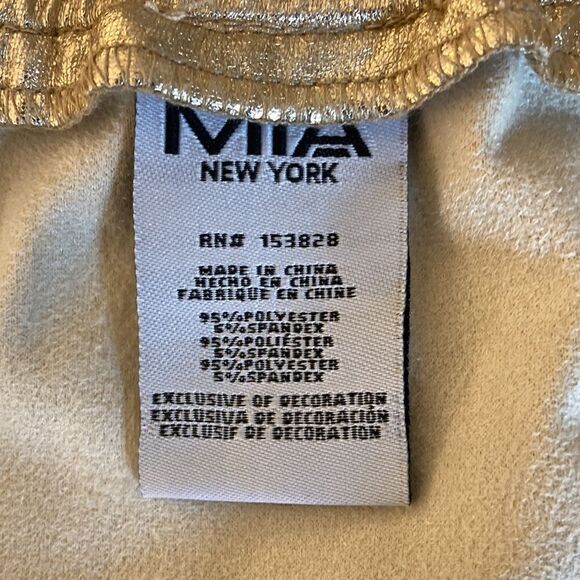 MIA
NEW YORK
RN# 153828
MADE IN CHINA
HECHO EN CHINA
FABRIQUE EN CHINE
95%POLYESTER
5%SPANDEX
95%POLIÉSTER
5%SPANDEX
95%POLYESTER
5%SPANDEX
EXCLUSIVE OF DECORATION
EXCLUSIVA DE DECORACIÓN
EXCLUSIF DE DECORATION